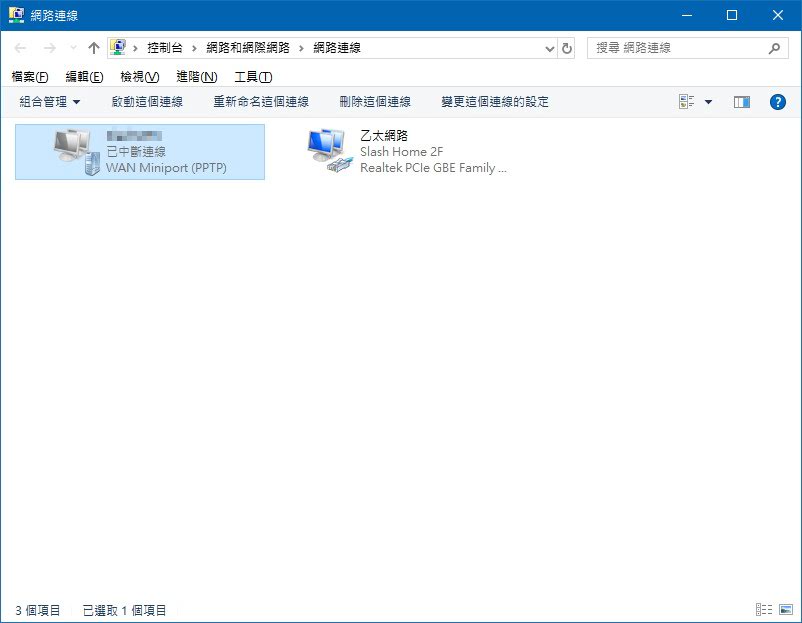 網路連線
控制台 › 網路和網際網路 › 網路連線
搜尋 網路連線
檔案(F) 編輯(E) 檢視(V) 進階(N) 工具(T)
組合管理 啟動這個連線 重新命名這個連線 刪除這個連線 變更這個連線的設定
已中斷連線
WAN Miniport (PPTP)
乙太網路
Slash Home 2F
Realtek PCIe GBE Family ...
3 個項目 已選取 1 個項目